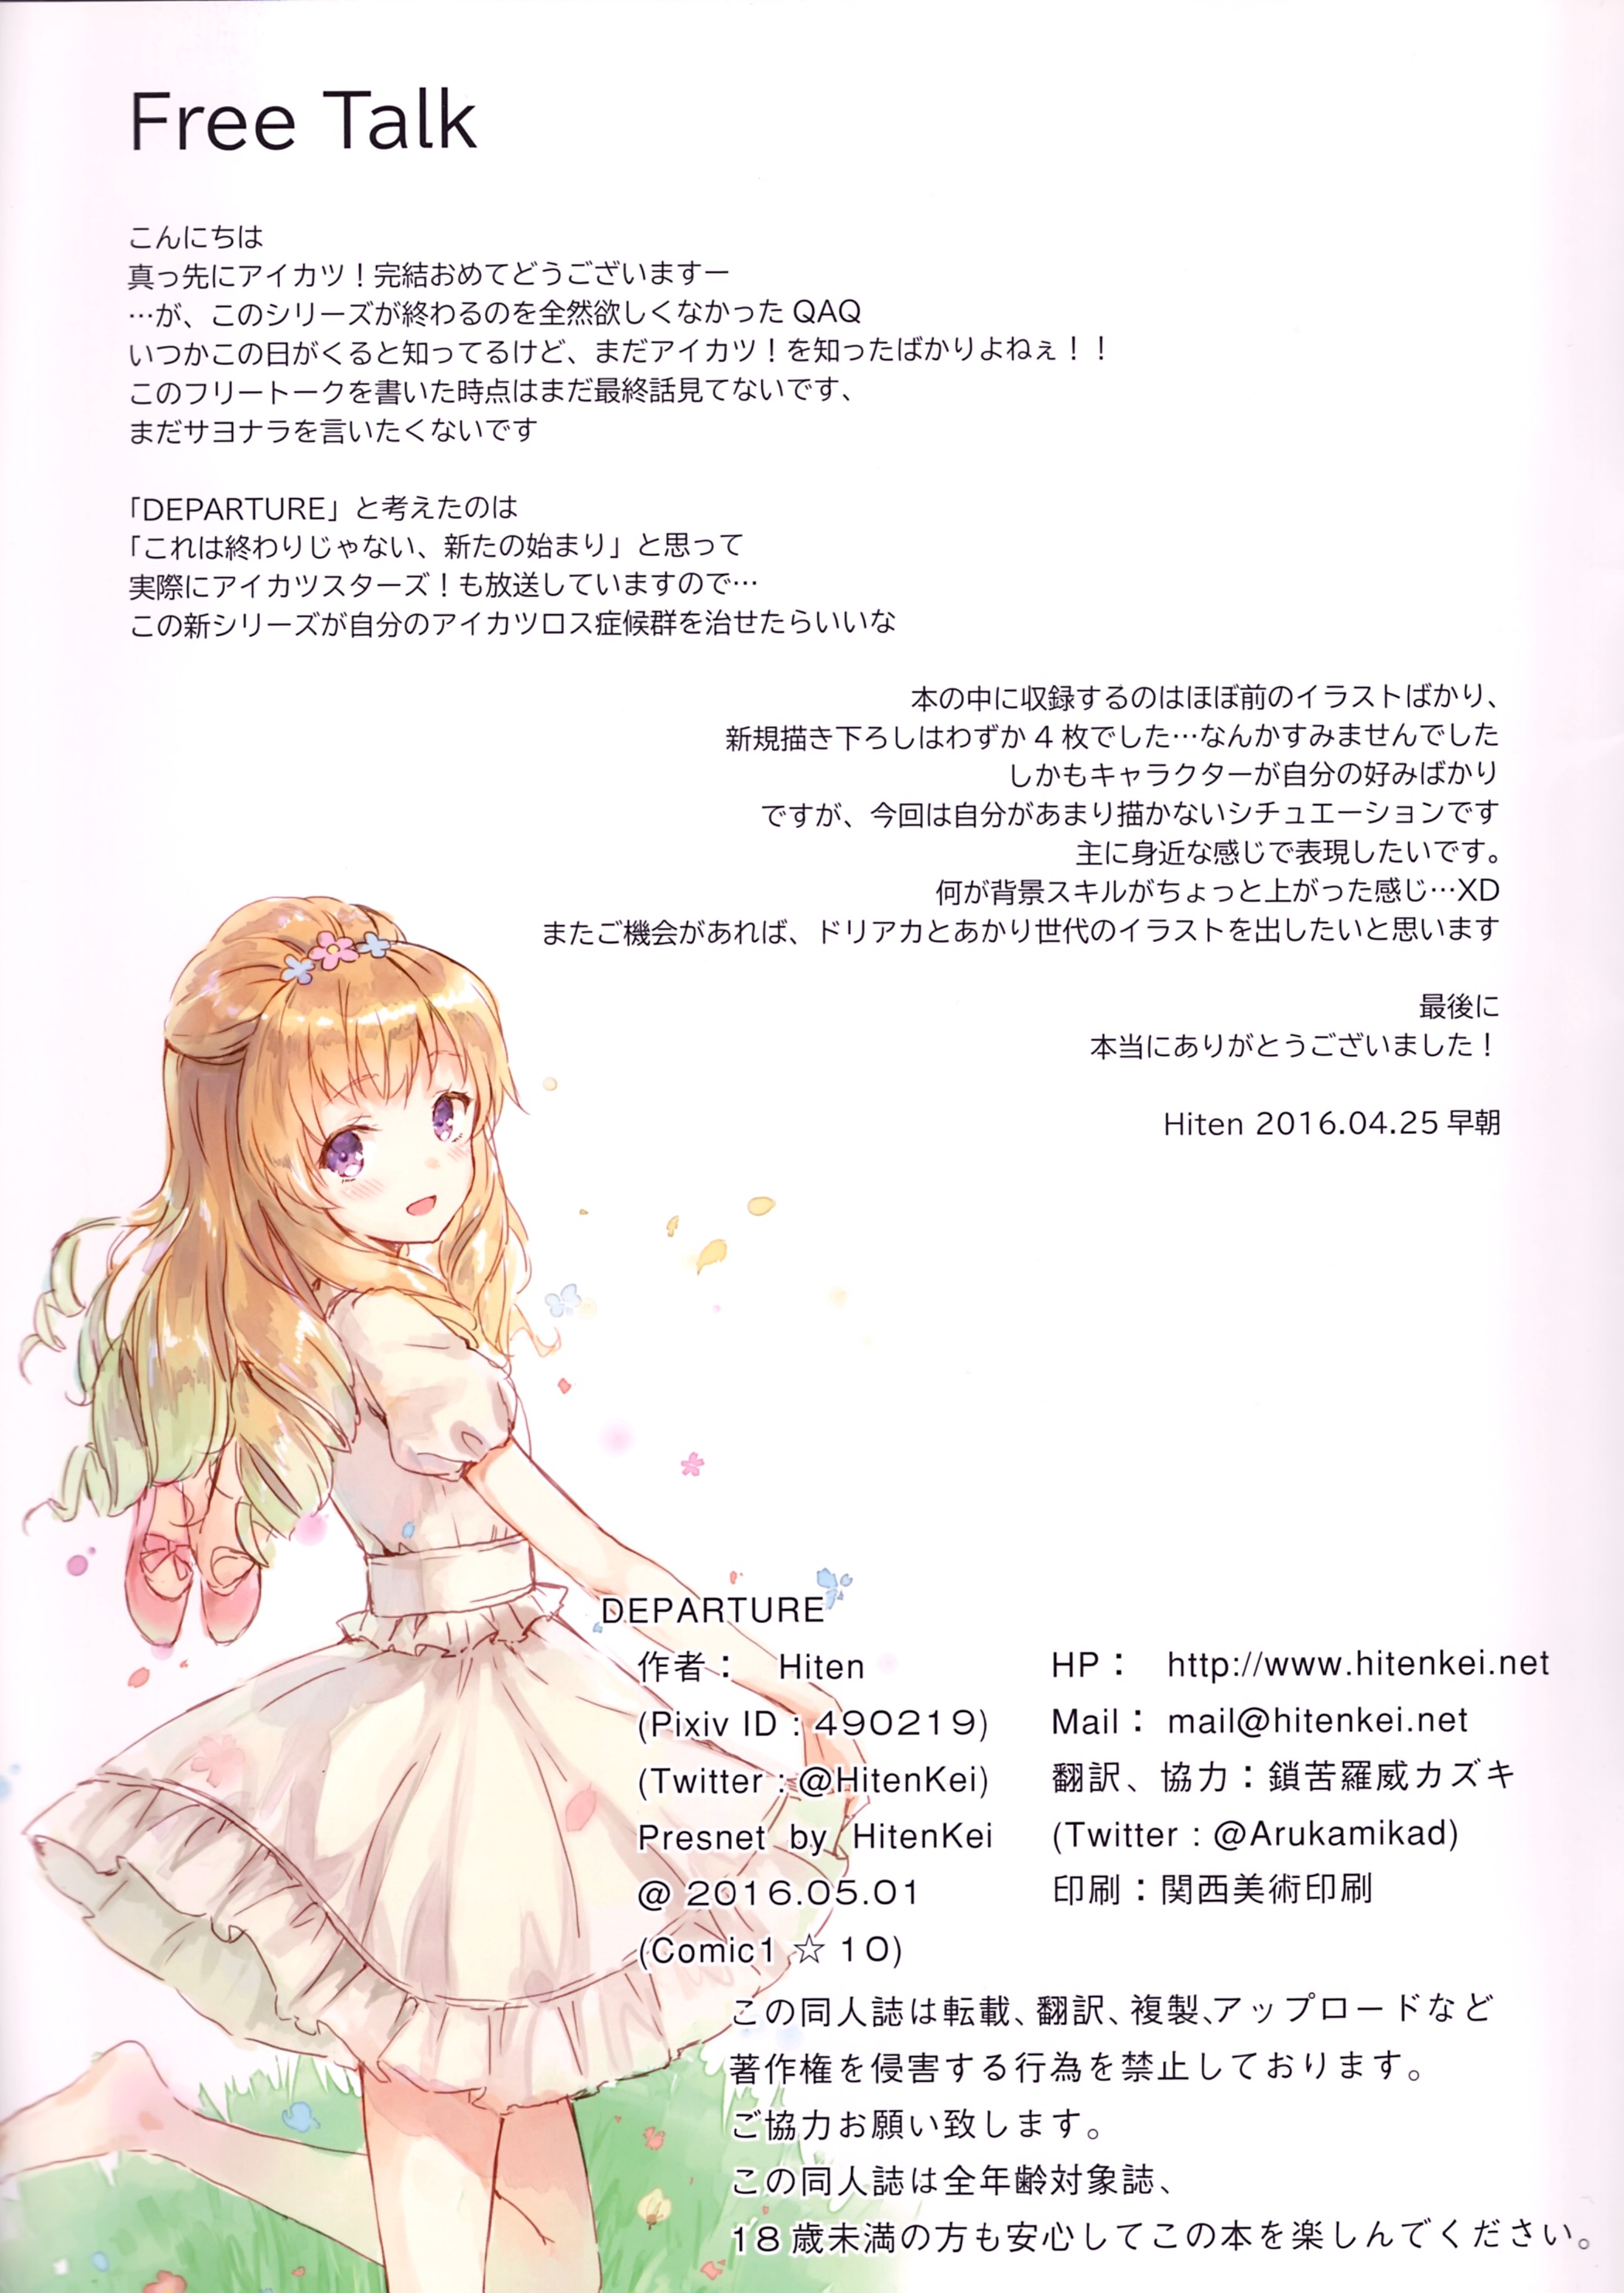 Free Talk
こんにちは
真っ先にアイカツ！完結おめてどうございますー
…が、このシリーズが終わるのを全然欲しくなかった QAQ
いつかこの日がくると知ってるけど、まだアイカツ！を知ったばかりよねぇ！！
このフリートークを書いた時点はまだ最終話見てないです、
まだサヨナラを言いたくないです
「DEPARTURE」と考えたのは
「これは終わりじゃない、新たの始まり」と思って
実際にアイカツスターズ！も放送していますので…
この新シリーズが自分のアイカツロス症候群を治せたらいいな
本の中に収録するのはほぼ前のイラストばかり、
新規描き下ろしはわずか 4 枚でした…なんかすみませんでした
しかもキャラクターが自分の好みばかり
ですが、今回は自分があまり描かないシチュエーションです
主に身近な感じで表現したいです。
何が背景スキルがちょっと上がった感じ…XD
またご機会があれば、ドリアカとあかり世代のイラストを出したいと思います
最後に
本当にありがとうございました！
Hiten 2016.04.25 早朝
DEPARTURE
作者： Hiten
(Pixiv ID : 490219)
(Twitter : @HitenKei)
Presnet by HitenKei
@ 2016.05.01
(Comic1 ☆ 10)
HP： http://www.hitenkei.net
Mail： mail@hitenkei.net
翻訳、協力：鎖苦羅威カズキ
(Twitter : @Arukamikad)
印刷：関西美術印刷
この同人誌は転載、翻訳、複製、アップロードなど
著作権を侵害する行為を禁止しております。
ご協力お願い致します。
この同人誌は全年齢対象誌、
18 歳未満の方も安心してこの本を楽しんでください。